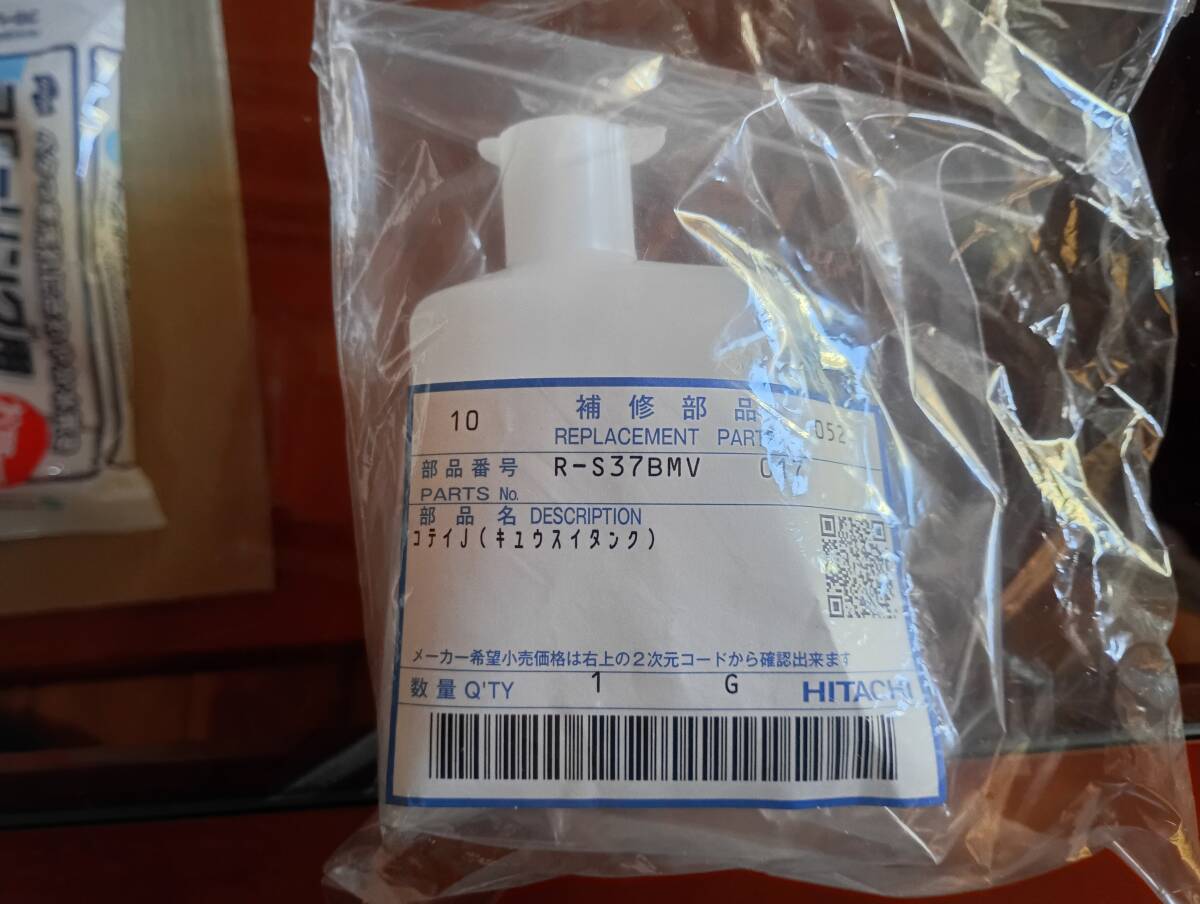 10 補修部品
REPLACEMENT PARTS 052
部品番号 R-S37BMV 017
PARTS No.
部品名 DESCRIPTION
コテイJ(キュウスイタンク)
メーカー希望小売価格は右上の2次元コードから確認出来ます
数量 Q'TY 1 G HITACHI